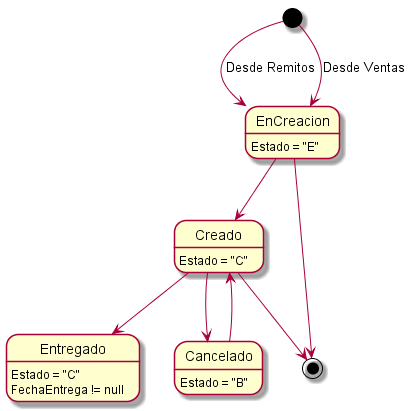 Desde Remitos
Desde Ventas
EnCreacion
Estado = "E"
Creado
Estado = "C"
Entregado
Estado = "C"
FechaEntrega != null
Cancelado
Estado = "B"